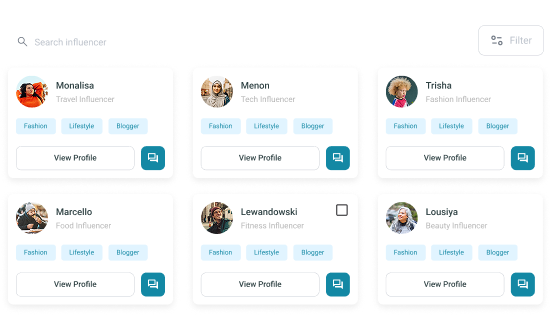 Search influencer
Filter
Monalisa
Travel Influencer
Fashion Lifestyle Blogger
View Profile
Menon
Tech Influencer
Fashion Lifestyle Blogger
View Profile
Trisha
Fashion Influencer
Fashion Lifestyle Blogger
View Profile
Marcello
Food Influencer
Fashion Lifestyle Blogger
View Profile
Lewandowski
Fitness Influencer
Fashion Lifestyle Blogger
View Profile
Lousiya
Beauty Influencer
Fashion Lifestyle Blogger
View Profile